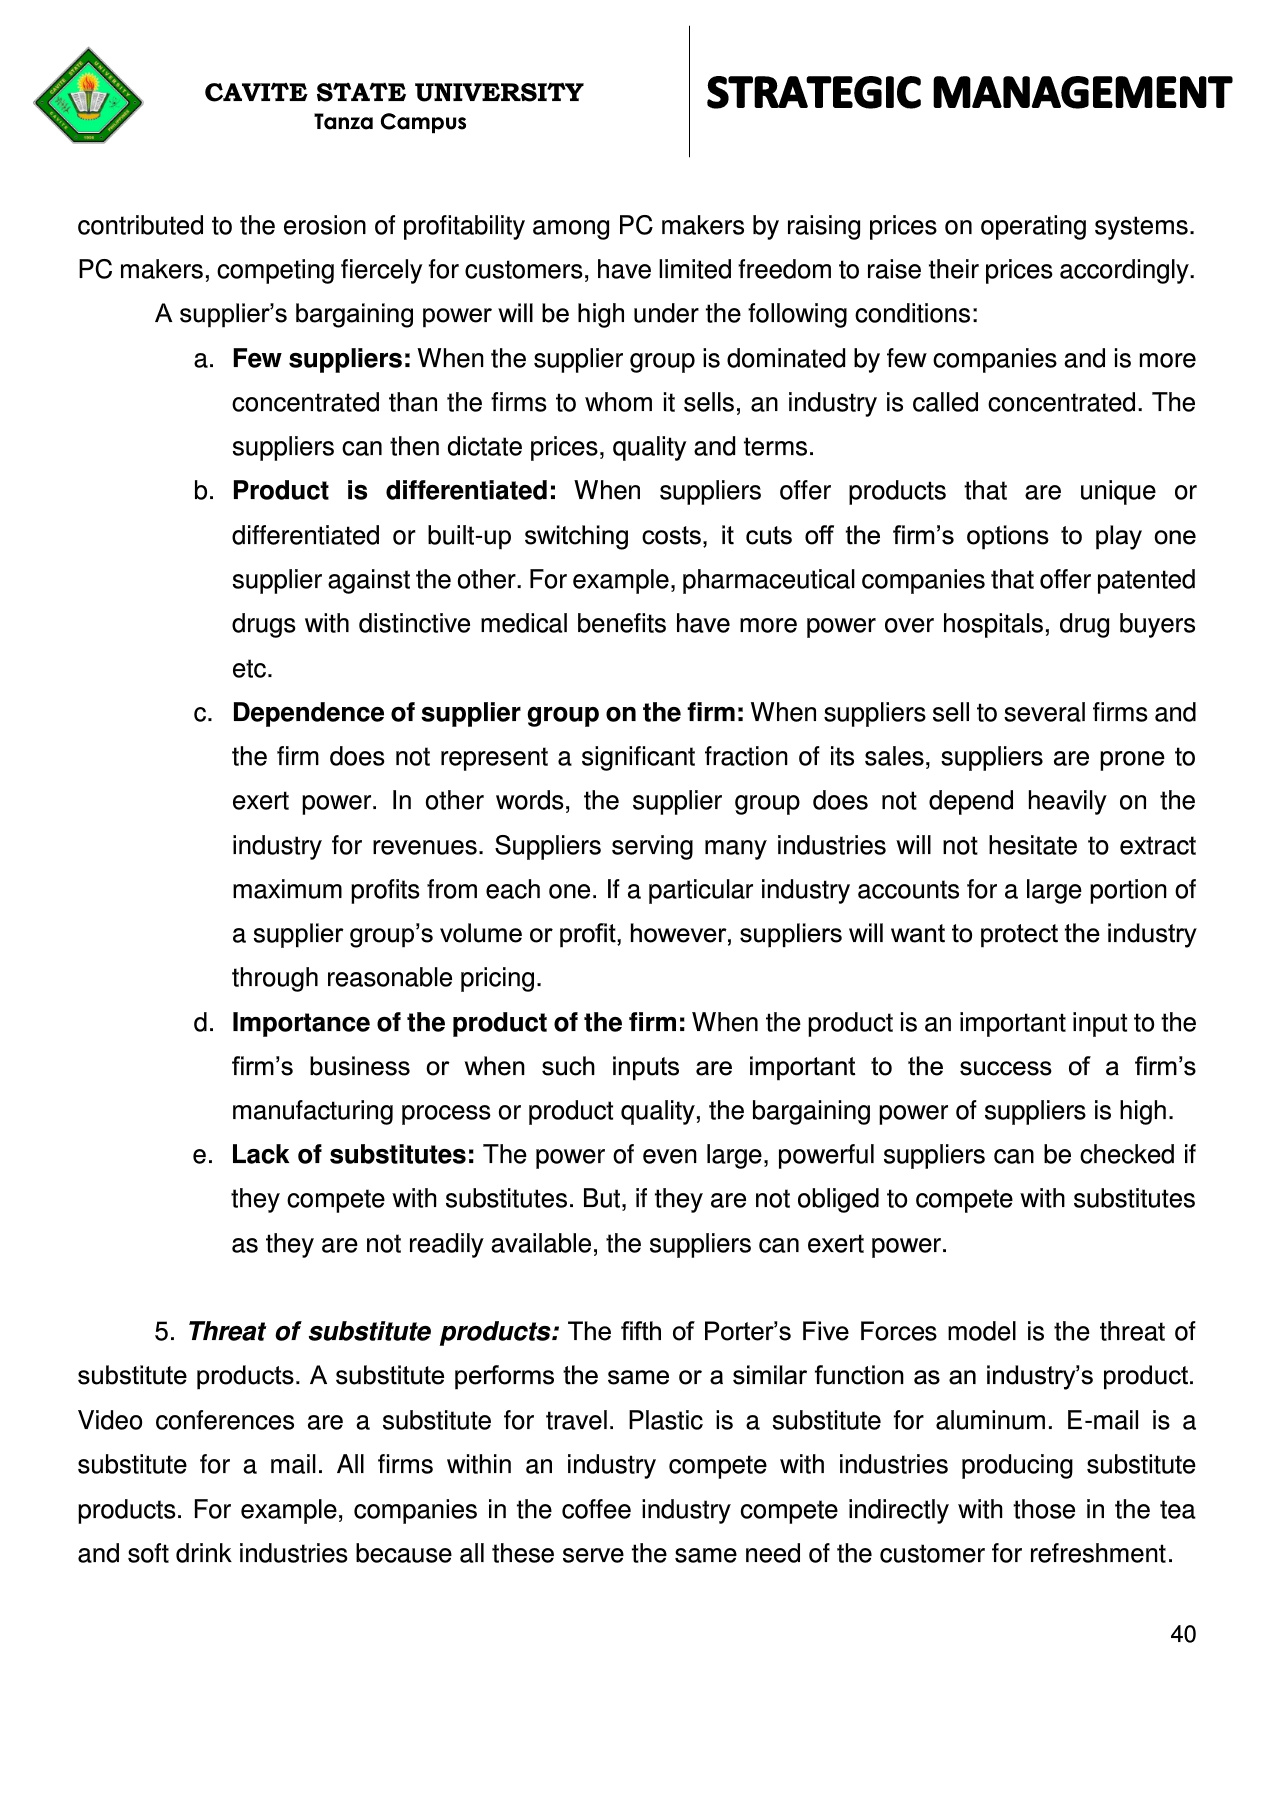 CAVITE STATE UNIVERSITY
Tanza Campus
STRATEGIC MANAGEMENT
contributed to the erosion of profitability among PC makers by raising prices on operating systems.
PC makers, competing fiercely for customers, have limited freedom to raise their prices accordingly.
A supplier’s bargaining power will be high under the following conditions:
a. Few suppliers: When the supplier group is dominated by few companies and is more
concentrated than the firms to whom it sells, an industry is called concentrated. The
suppliers can then dictate prices, quality and terms.
b. Product is differentiated: When suppliers offer products that are unique or
differentiated or built-up switching costs, it cuts off the firm’s options to play one
supplier against the other. For example, pharmaceutical companies that offer patented
drugs with distinctive medical benefits have more power over hospitals, drug buyers
etc.
c. Dependence of supplier group on the firm: When suppliers sell to several firms and
the firm does not represent a significant fraction of its sales, suppliers are prone to
exert power. In other words, the supplier group does not depend heavily on the
industry for revenues. Suppliers serving many industries will not hesitate to extract
maximum profits from each one. If a particular industry accounts for a large portion of
a supplier group’s volume or profit, however, suppliers will want to protect the industry
through reasonable pricing.
d. Importance of the product of the firm: When the product is an important input to the
firm’s business or when such inputs are important to the success of a firm’s
manufacturing process or product quality, the bargaining power of suppliers is high.
e. Lack of substitutes: The power of even large, powerful suppliers can be checked if
they compete with substitutes. But, if they are not obliged to compete with substitutes
as they are not readily available, the suppliers can exert power.
5. Threat of substitute products: The fifth of Porter’s Five Forces model is the threat of
substitute products. A substitute performs the same or a similar function as an industry’s product.
Video conferences are a substitute for travel. Plastic is a substitute for aluminum. E-mail is a
substitute for a mail. All firms within an industry compete with industries producing substitute
products. For example, companies in the coffee industry compete indirectly with those in the tea
and soft drink industries because all these serve the same need of the customer for refreshment.
40